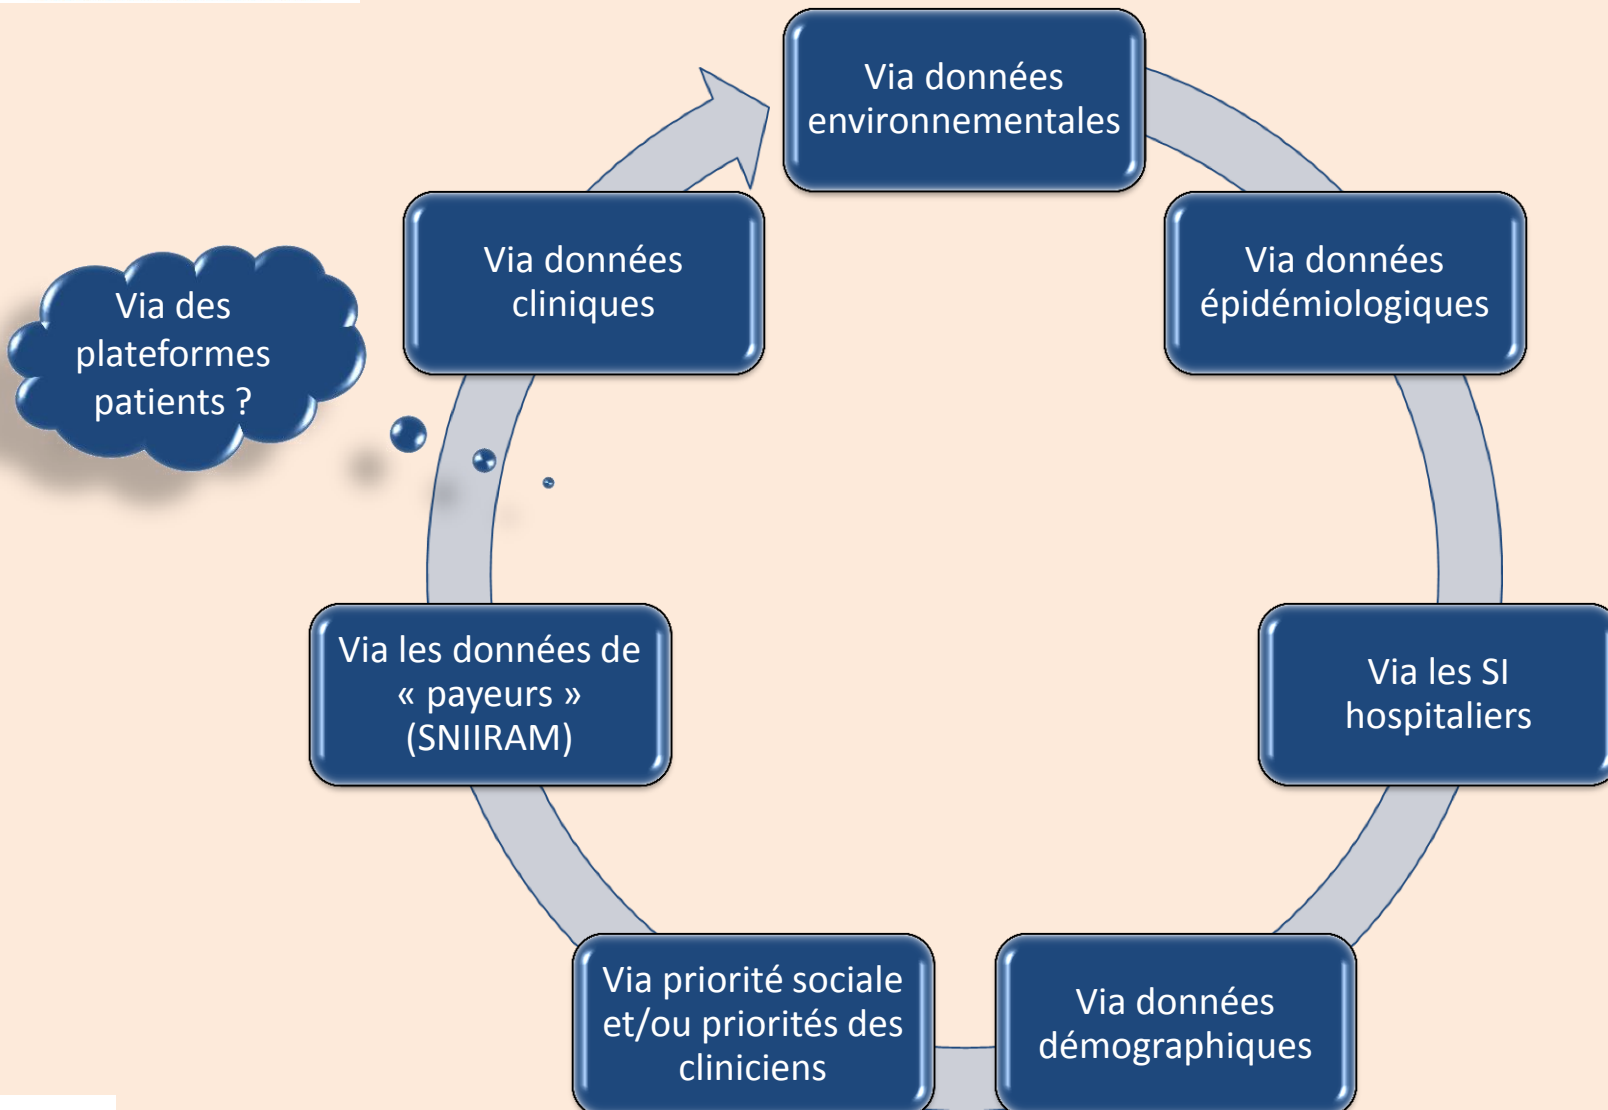 Via données
environnementales
Via données
épidémiologiques
Via les SI
hospitaliers
Via données
démographiques
Via priorité sociale
et/ou priorités des
cliniciens
Via les données de
« payeurs »
(SNIIRAM)
Via données
cliniques
Via des
plateformes
patients ?